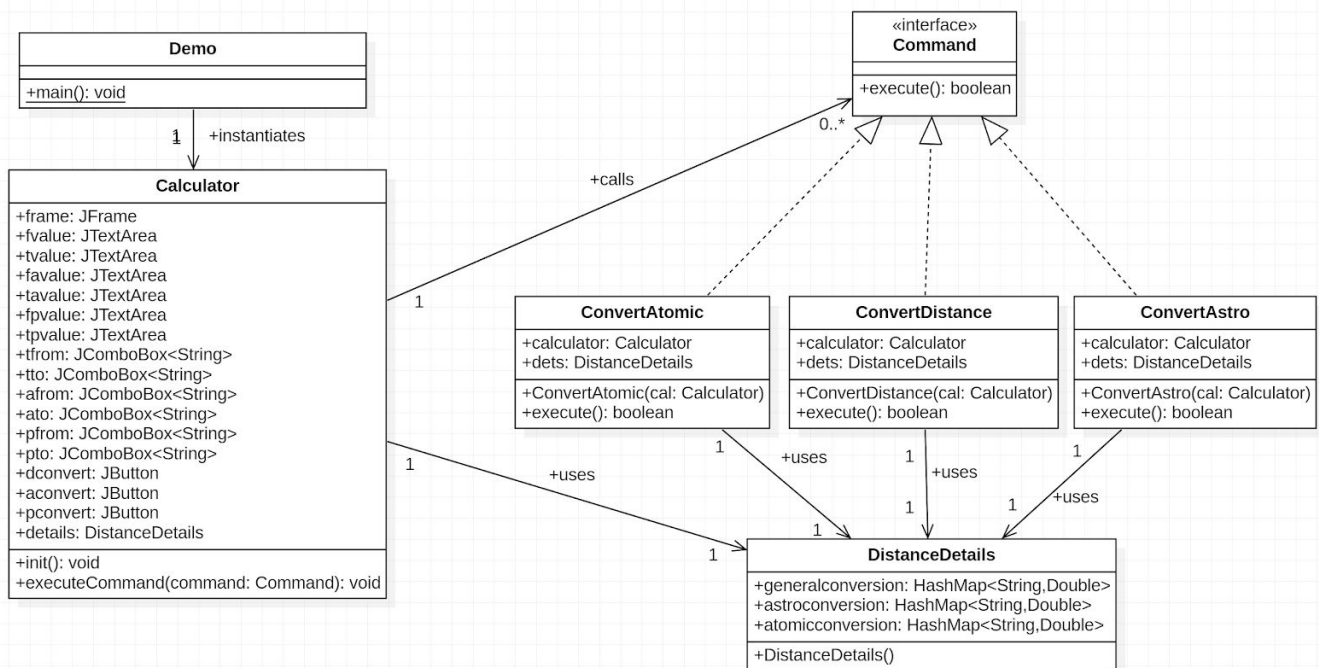 Demo
+main(): void
1
1
+instantiates
Calculator
+frame: JFrame
+fvalue: JTextArea
+tvalue: JTextArea
+favalue: JTextArea
+tavalue: JTextArea
+fpvalue: JTextArea
+tpvalue: JTextArea
+tfrom: JComboBox<String>
+tto: JComboBox<String>
+afrom: JComboBox<String>
+ato: JComboBox<String>
+pfrom: JComboBox<String>
+pto: JComboBox<String>
+dconvert: JButton
+aconvert: JButton
+pconvert: JButton
+details: DistanceDetails
+init(): void
+executeCommand(command: Command): void
1
+calls
0..*
«interface»
Command
+execute(): boolean
ConvertAtomic
+calculator: Calculator
+dets: DistanceDetails
+ConvertAtomic(cal: Calculator)
+execute(): boolean
ConvertDistance
+calculator: Calculator
+dets: DistanceDetails
+ConvertDistance(cal: Calculator)
+execute(): boolean
ConvertAstro
+calculator: Calculator
+dets: DistanceDetails
+ConvertAstro(cal: Calculator)
+execute(): boolean
1
+uses
1
1
+uses
1
1
+uses
1
1
+uses
1
DistanceDetails
+generalconversion: HashMap<String,Double>
+astroconversion: HashMap<String,Double>
+atomicconversion: HashMap<String,Double>
+DistanceDetails()